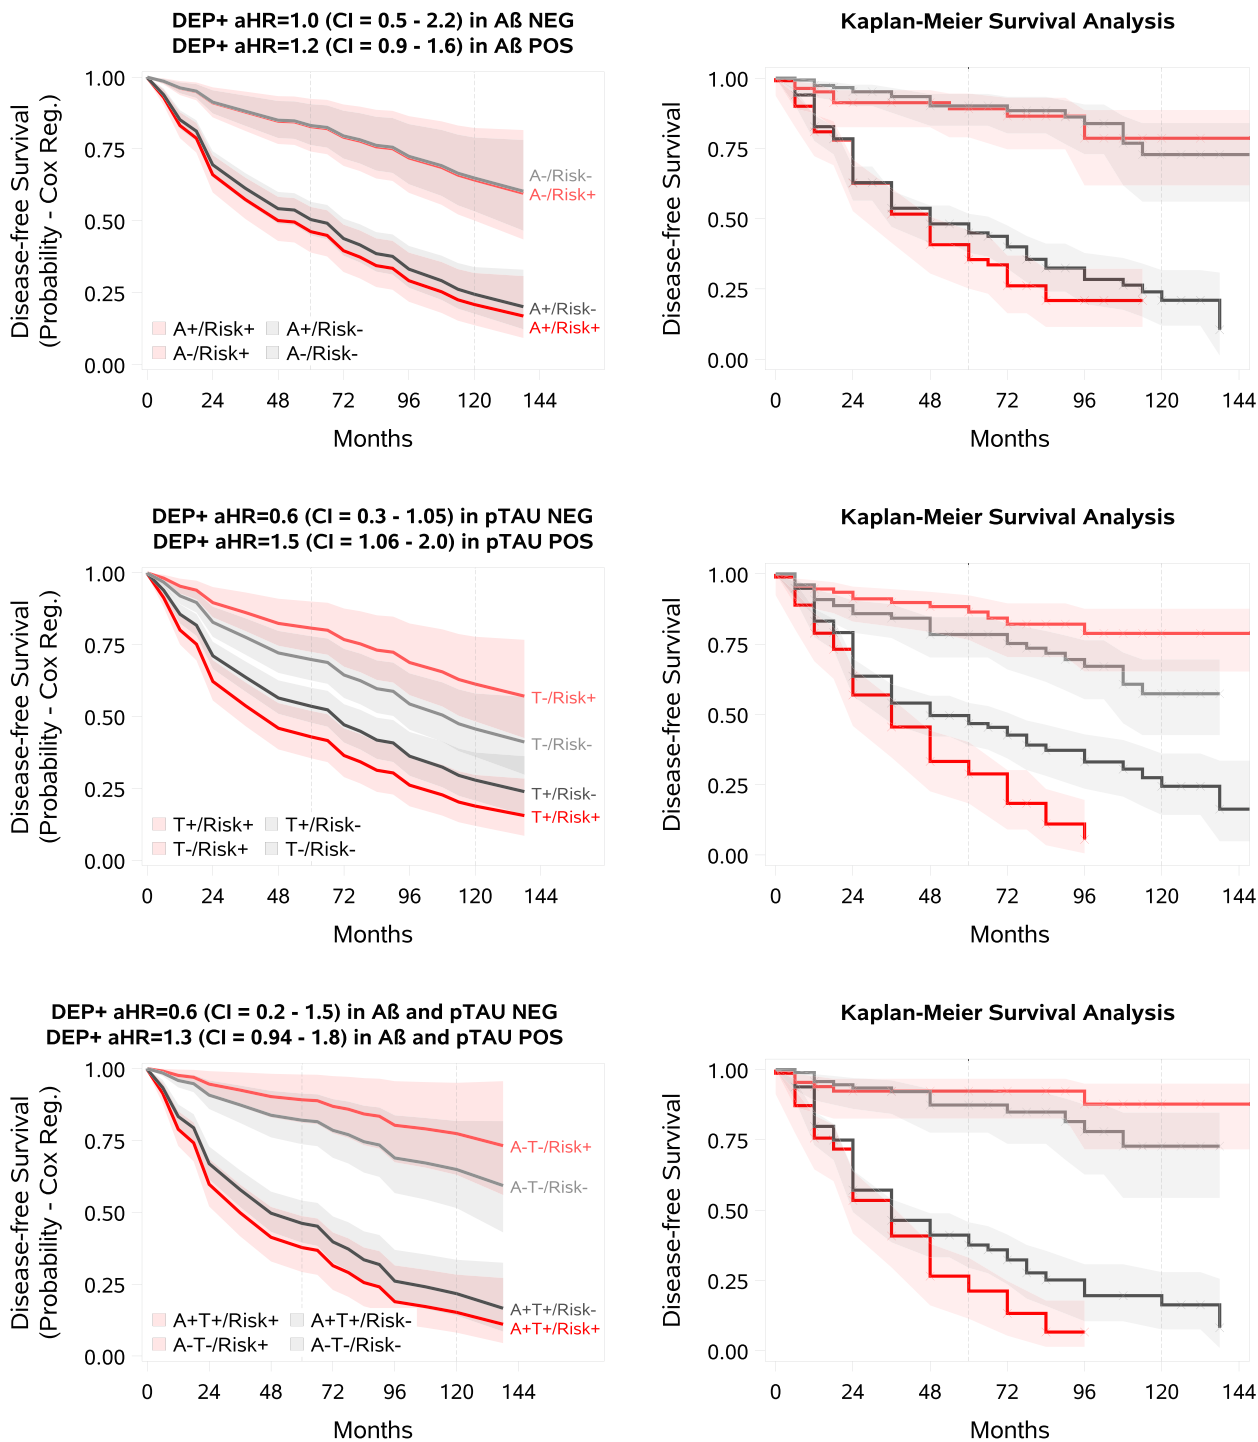 DEP+ aHR=1.0 (CI = 0.5 - 2.2) in Aß NEG
DEP+ aHR=1.2 (CI = 0.9 - 1.6) in Aß POS
Disease-free Survival
(Probability - Cox Reg.)
1.00
0.75
0.50
0.25
0.00
A-/Risk-
A-/Risk+
A+/Risk-
A+/Risk+
A+/Risk+ A+/Risk-
A-/Risk+ A-/Risk-
0 24 48 72 96 120 144
Months
Kaplan-Meier Survival Analysis
Disease-free Survival
1.00
0.75
0.50
0.25
0.00
0 24 48 72 96 120 144
Months
DEP+ aHR=0.6 (CI = 0.3 - 1.05) in pTAU NEG
DEP+ aHR=1.5 (CI = 1.06 - 2.0) in pTAU POS
Disease-free Survival
(Probability - Cox Reg.)
1.00
0.75
0.50
0.25
0.00
T-/Risk+
T-/Risk-
T+/Risk-
T+/Risk+
T+/Risk+ T+/Risk-
T-/Risk+ T-/Risk-
0 24 48 72 96 120 144
Months
Kaplan-Meier Survival Analysis
Disease-free Survival
1.00
0.75
0.50
0.25
0.00
0 24 48 72 96 120 144
Months
DEP+ aHR=0.6 (CI = 0.2 - 1.5) in Aß and pTAU NEG
DEP+ aHR=1.3 (CI = 0.94 - 1.8) in Aß and pTAU POS
Disease-free Survival
(Probability - Cox Reg.)
1.00
0.75
0.50
0.25
0.00
A-T-/Risk+
A-T-/Risk-
A+T+/Risk-
A+T+/Risk+
A+T+/Risk+ A+T+/Risk-
A-T-/Risk+ A-T-/Risk-
0 24 48 72 96 120 144
Months
Kaplan-Meier Survival Analysis
Disease-free Survival
1.00
0.75
0.50
0.25
0.00
0 24 48 72 96 120 144
Months